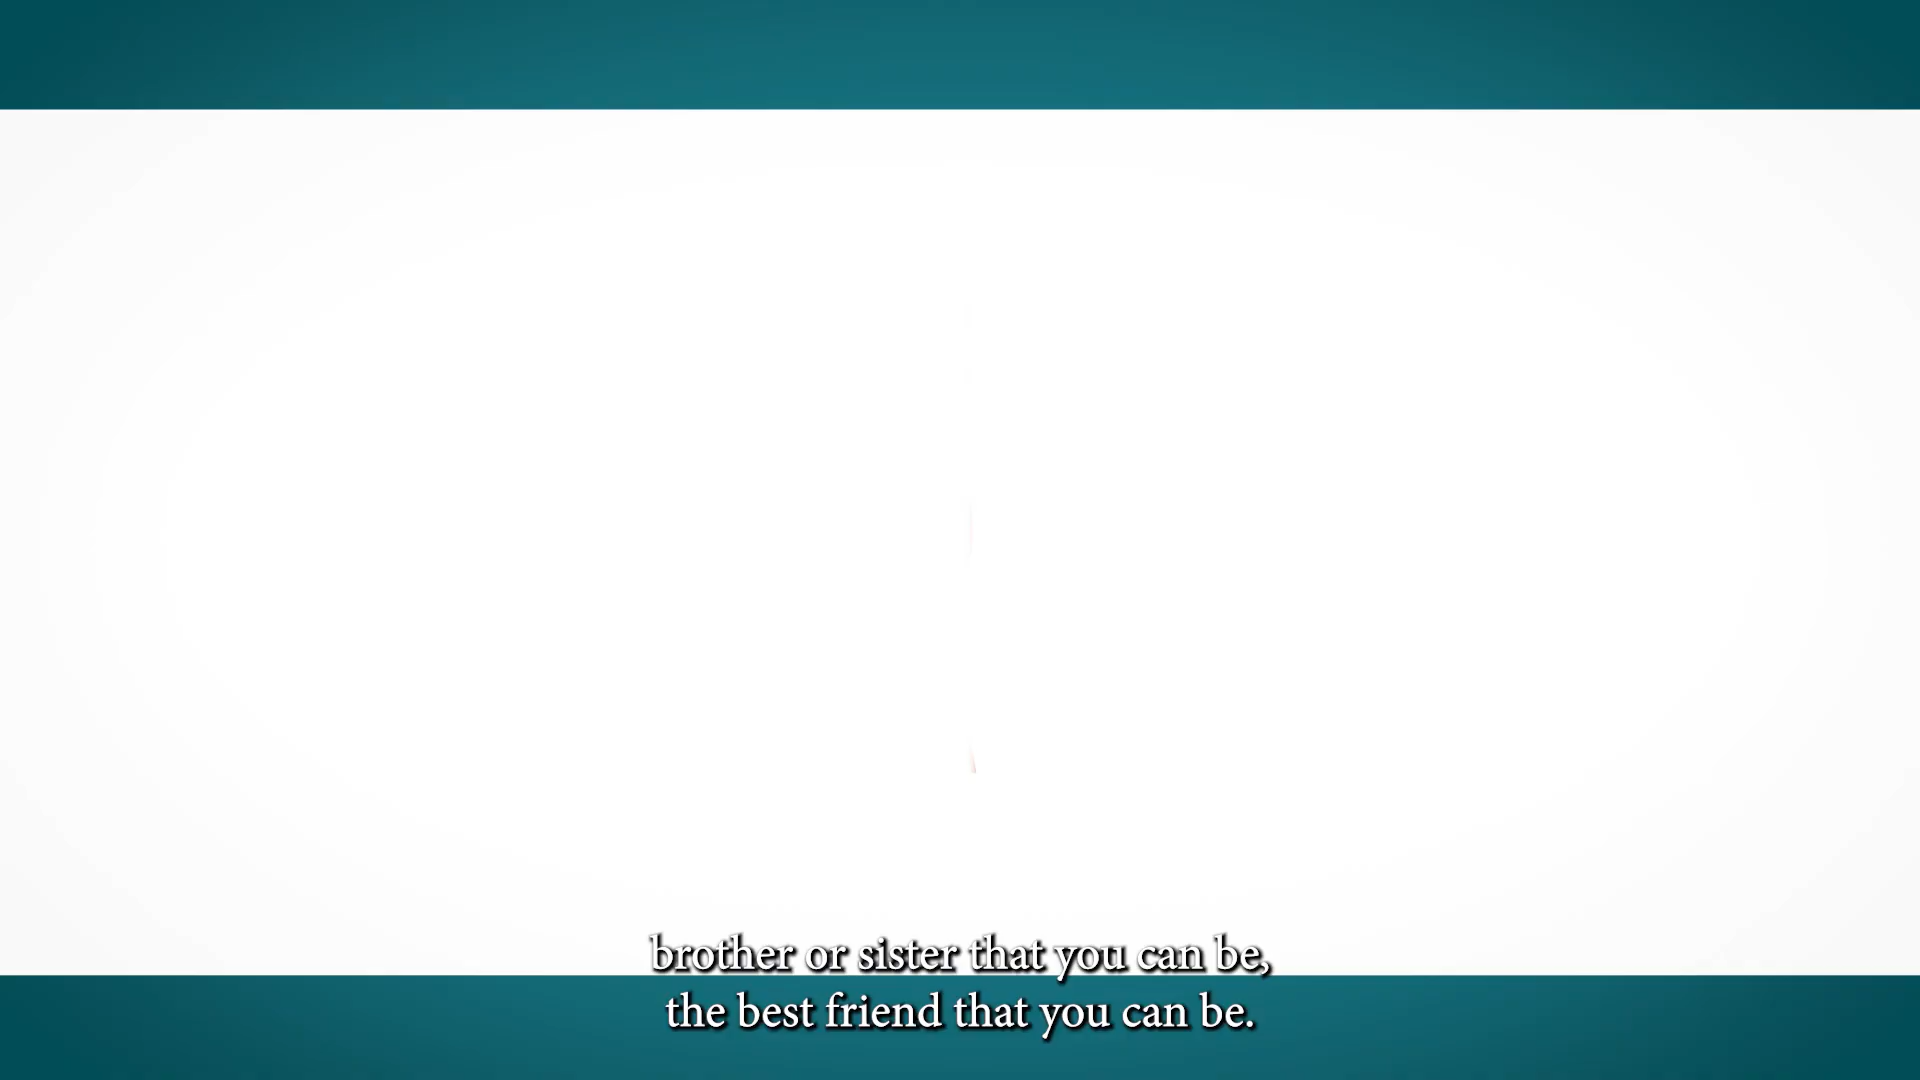 brother or sister that you can be,
the best friend that you can be.